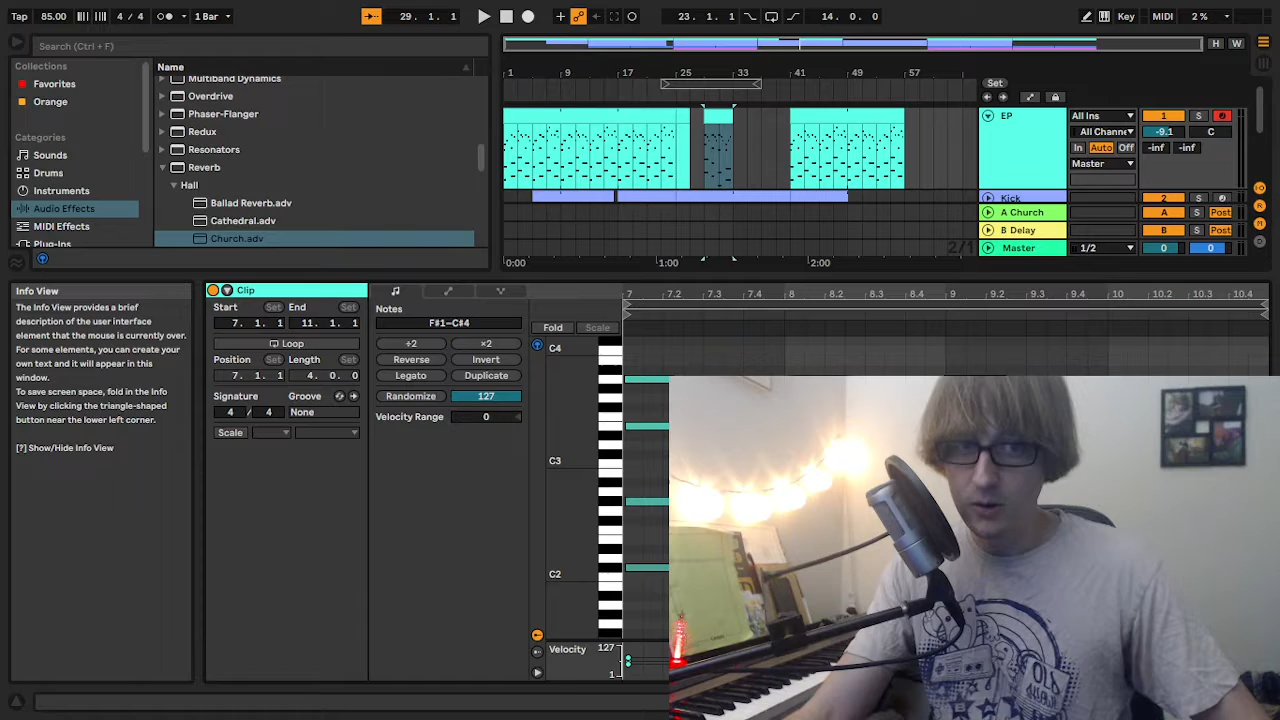 Tap 85.00 4 / 4 1 Bar 29. 1. 1 23. 1. 1 14. 0. 0 Key MIDI 2 %
Search (Ctrl + F)
H W
Collections
Favorites
Orange
Categories
Sounds
Drums
Instruments
Audio Effects
MIDI Effects
Plug-Ins
Name
Multiband Dynamics
Overdrive
Phaser-Flanger
Redux
Resonators
Reverb
Hall
Ballad Reverb.adv
Cathedral.adv
Church.adv
1 9 17 25 33 41 49 57
Set
EP All Ins 1 S
All Channe -9.1 C
In Auto Off -inf -inf
Master
Kick 2 S
A Church A S Post
B Delay B S Post
2/1
Master 1/2 0 0
0:00 1:00 2:00
Info View
The Info View provides a brief
description of the user interface
element that the mouse is currently over.
For some elements, you can create your
own text and it will appear in this
window.
To save screen space, fold in the Info
View by clicking the triangle-shaped
button near the lower left corner.
[?] Show/Hide Info View
Clip
Start Set End Set
7. 1. 1 11. 1. 1
Loop
Position Set Length Set
7. 1. 1 4. 0. 0
Signature Groove
4 / 4 None
Scale
Notes
F#1–C#4
÷2 ×2
Reverse Invert
Legato Duplicate
Randomize 127
Velocity Range 0
7 7.2 7.3 7.4 8 8.2 8.3 8.4 9 9.2 9.3 9.4 10 10.2 10.3 10.4
Fold Scale
C4
C3
C2
Velocity 127
1